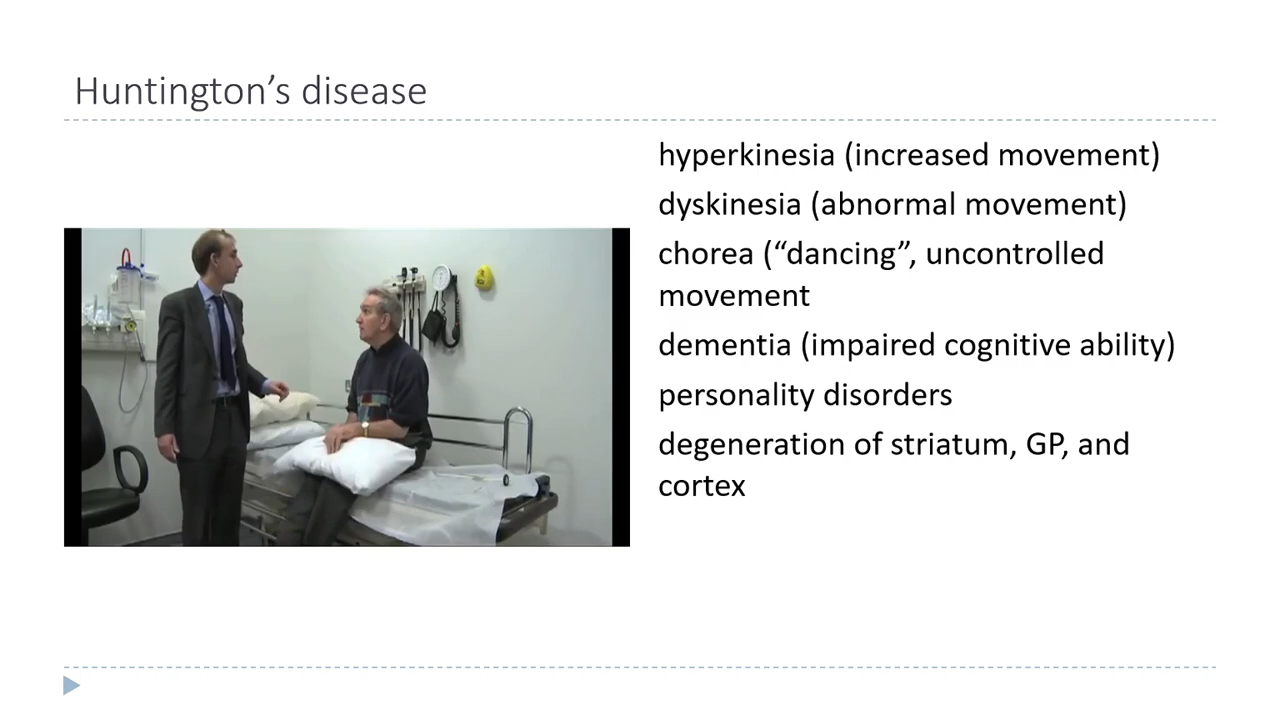 Huntington’s disease
hyperkinesia (increased movement)
dyskinesia (abnormal movement)
chorea (“dancing”, uncontrolled
movement
dementia (impaired cognitive ability)
personality disorders
degeneration of striatum, GP, and
cortex